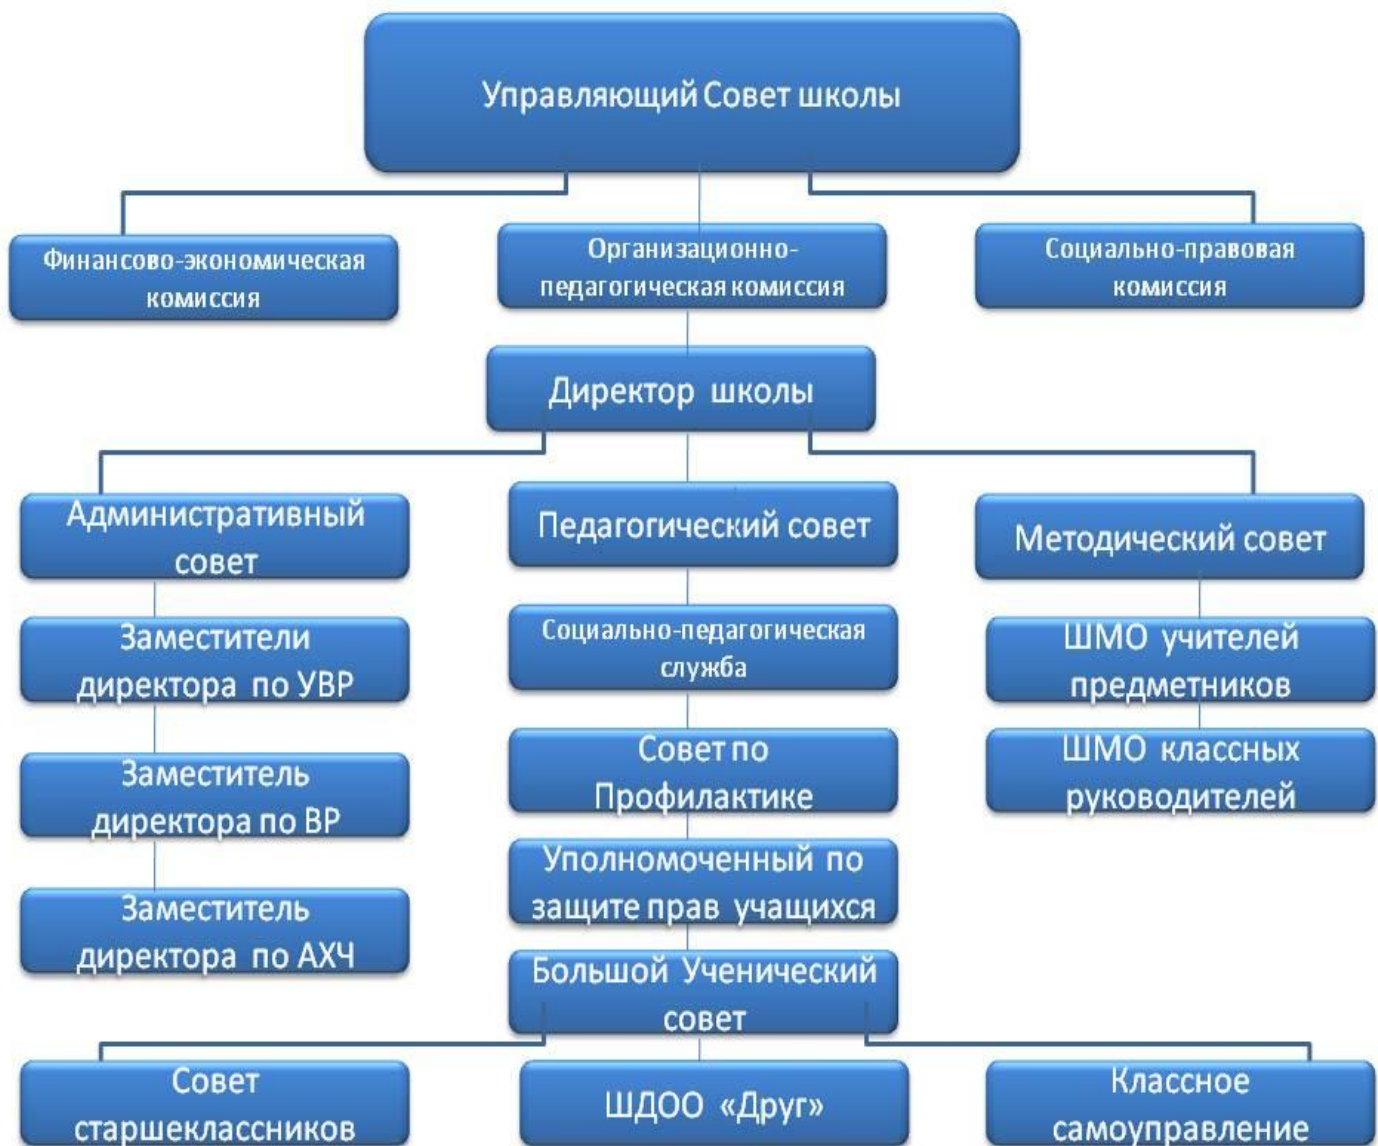 Управляющий Совет школы
Финансово-экономическая
комиссия
Организационно-
педагогическая комиссия
Социально-правовая
комиссия
Директор школы
Административный
совет
Педагогический совет
Методический совет
Заместители
директора по УВР
Социально-педагогическая
служба
ШМО учителей
предметников
Заместитель
директора по ВР
Совет по
Профилактике
ШМО классных
руководителей
Заместитель
директора по АХЧ
Уполномоченный по
защите прав учащихся
Большой Ученический
совет
Совет
старшеклассников
ШДОО «Друг»
Классное
самоуправление